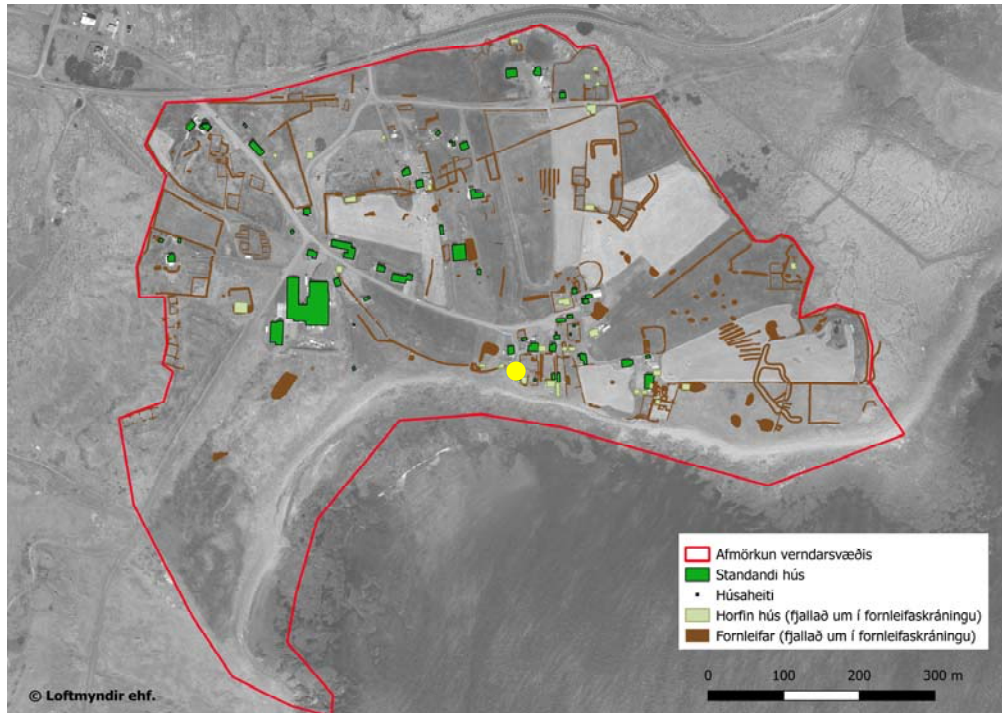 Afmörkun verndarsvæðis
Standandi hús
Húsaheiti
Horfin hús (fjallað um í fornleifaskráningu)
Fornleifar (fjallað um í fornleifaskráningu)
0 100 200 300 m
© Loftmyndir ehf.